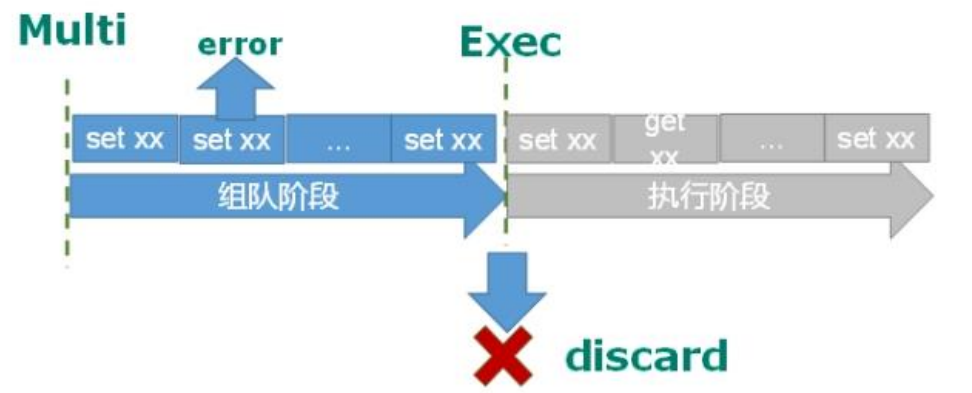 Multi
error
Exec
set xx
set xx
...
set xx
set xx
get
xx
...
set xx
组队阶段
执行阶段
discard